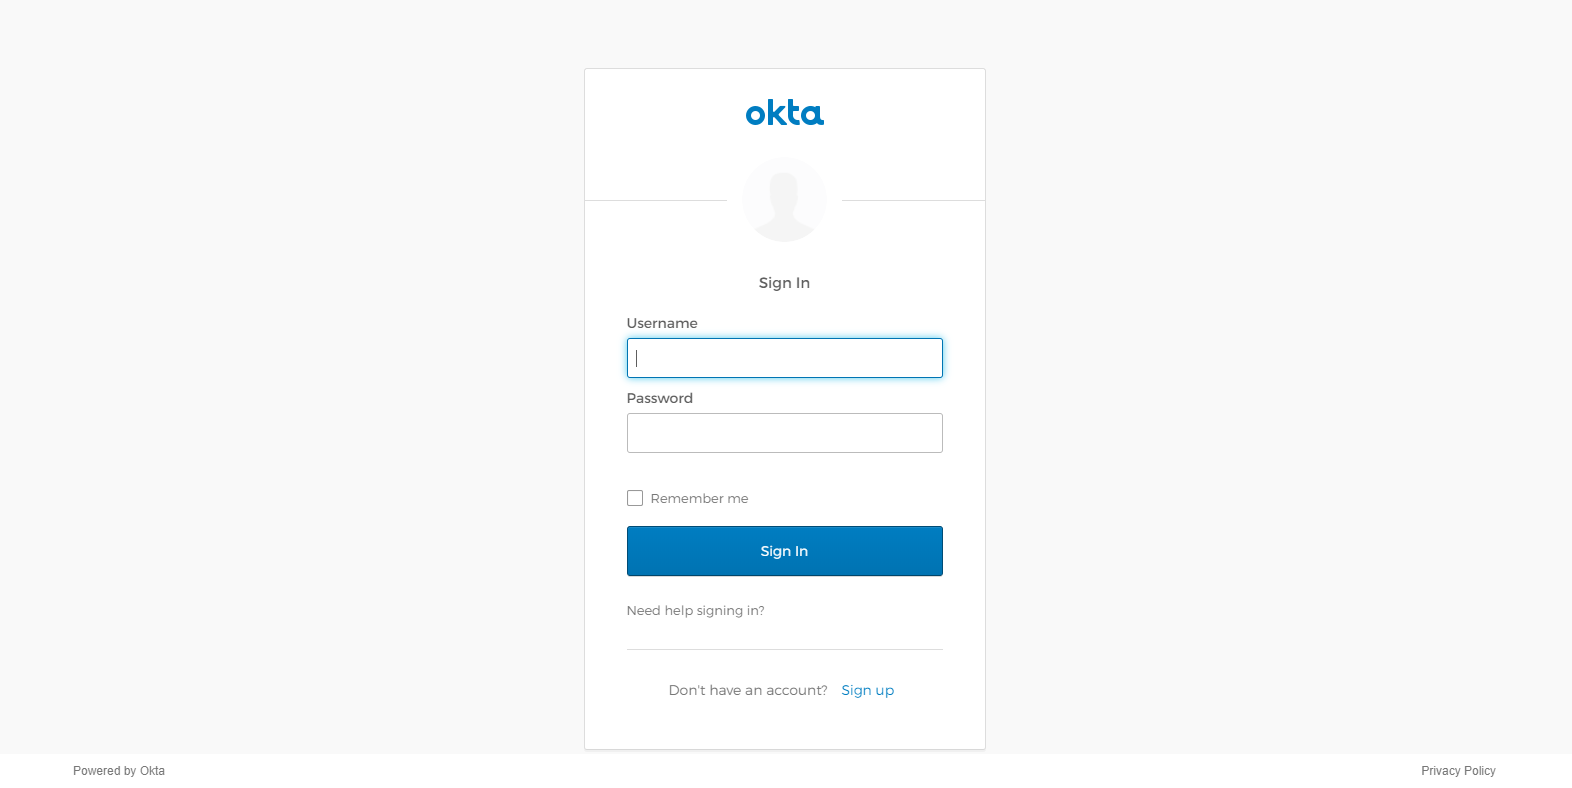 okta
Sign In
Username
Password
Remember me
Sign In
Need help signing in?
Don't have an account? Sign up
Powered by Okta Privacy Policy